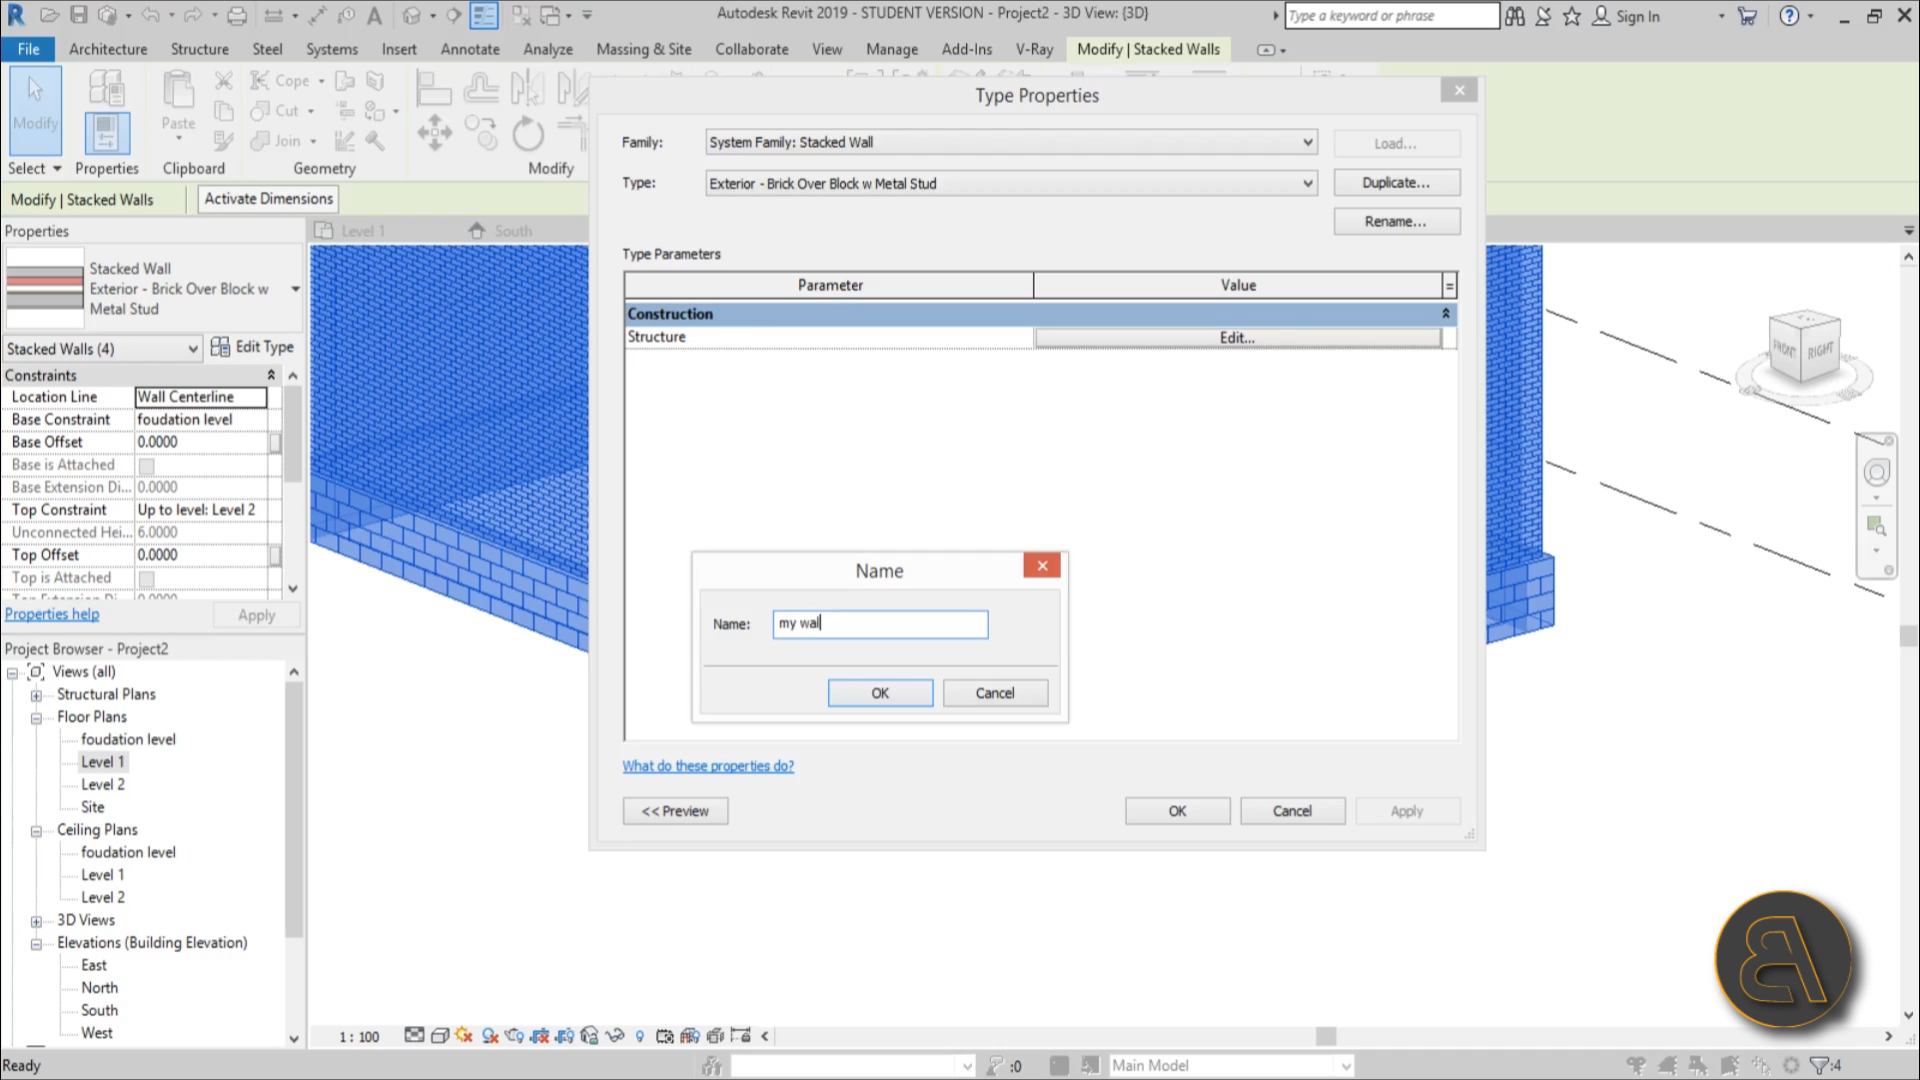 Autodesk Revit 2019 - STUDENT VERSION - Project2 - 3D View: {3D}
Type a keyword or phrase
Sign In
File Architecture Structure Steel Systems Insert Annotate Analyze Massing & Site Collaborate View Manage Add-Ins V-Ray Modify | Stacked Walls
Modify
Paste
Cope
Cut
Join
Select Properties Clipboard Geometry Modify
Modify | Stacked Walls Activate Dimensions
Properties
Stacked Wall
Exterior - Brick Over Block w
Metal Stud
Stacked Walls (4) Edit Type
Constraints
Location Line Wall Centerline
Base Constraint foudation level
Base Offset 0.0000
Base is Attached
Base Extension Di... 0.0000
Top Constraint Up to level: Level 2
Unconnected Hei... 6.0000
Top Offset 0.0000
Top is Attached
Properties help Apply
Project Browser - Project2
Views (all)
Structural Plans
Floor Plans
foudation level
Level 1
Level 2
Site
Ceiling Plans
foudation level
Level 1
Level 2
3D Views
Elevations (Building Elevation)
East
North
South
West
Level 1 South
Type Properties
Family: System Family: Stacked Wall Load...
Type: Exterior - Brick Over Block w Metal Stud Duplicate...
Rename...
Type Parameters
Parameter Value =
Construction
Structure Edit...
Name
Name: my wal
OK Cancel
What do these properties do?
<< Preview OK Cancel Apply
FRONT RIGHT
1 : 100
Ready :0 Main Model :4